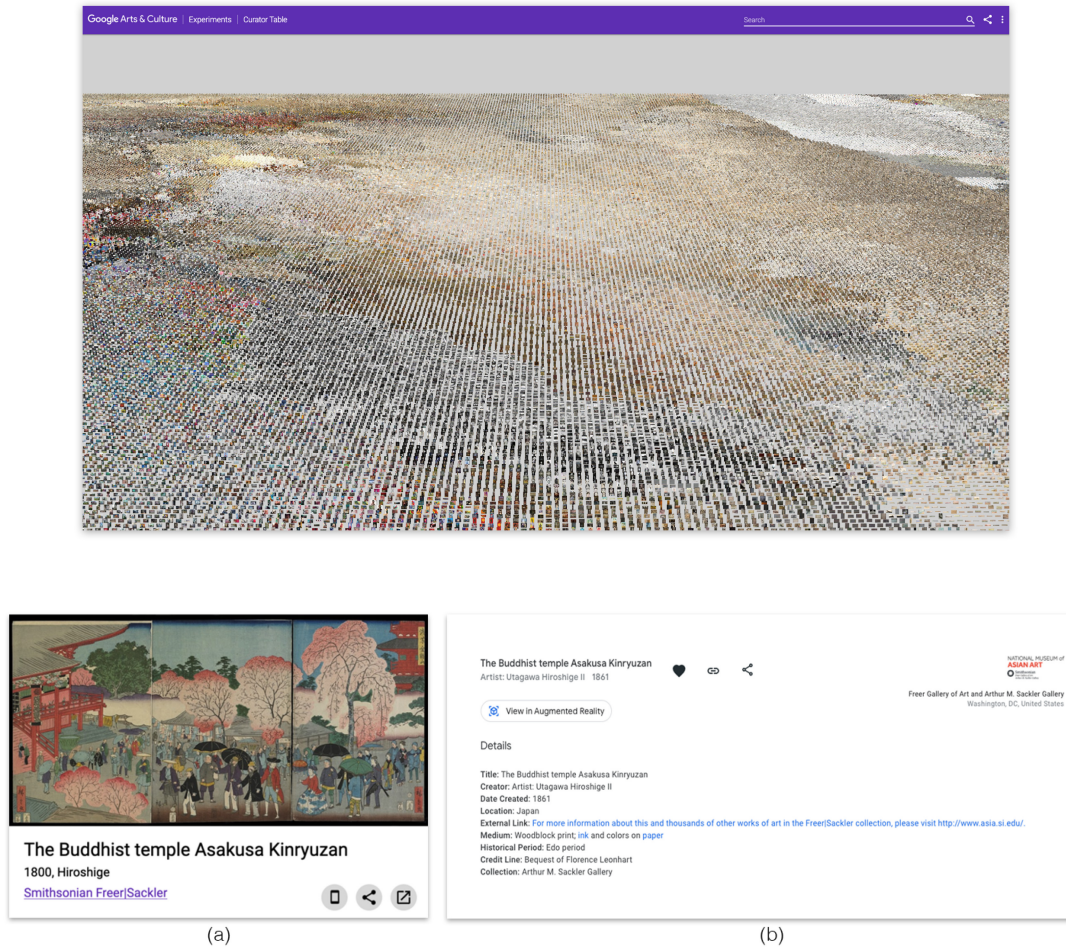 Google Arts & Culture | Experiments | Curator Table
Search
The Buddhist temple Asakusa Kinryuzan
1800, Hiroshige
Smithsonian Freer|Sackler
(a)
The Buddhist temple Asakusa Kinryuzan
Artist: Utagawa Hiroshige II 1861
NATIONAL MUSEUM of
ASIAN ART
Smithsonian
Freer Gallery of Art and Arthur M. Sackler Gallery
Washington, DC, United States
View in Augmented Reality
Details
Title: The Buddhist temple Asakusa Kinryuzan
Creator: Artist: Utagawa Hiroshige II
Date Created: 1861
Location: Japan
External Link: For more information about this and thousands of other works of art in the Freer|Sackler collection, please visit http://www.asia.si.edu/.
Medium: Woodblock print; ink and colors on paper
Historical Period: Edo period
Credit Line: Bequest of Florence Leonhart
Collection: Arthur M. Sackler Gallery
(b)